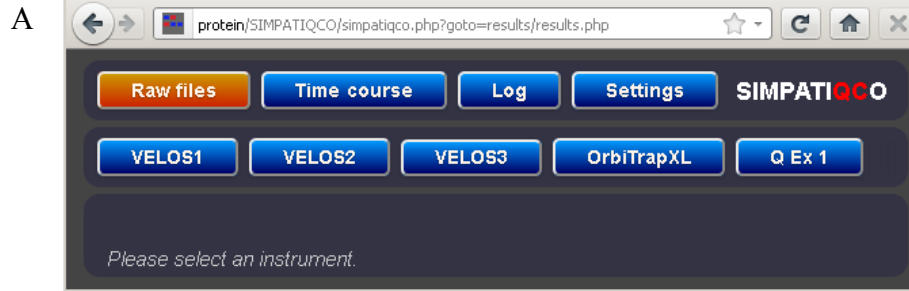 A
protein/SIMPATIQCO/simpatiqco.php?goto=results/results.php
Raw files Time course Log Settings SIMPATIQCO
VELOS1 VELOS2 VELOS3 OrbiTrapXL Q Ex 1
Please select an instrument.